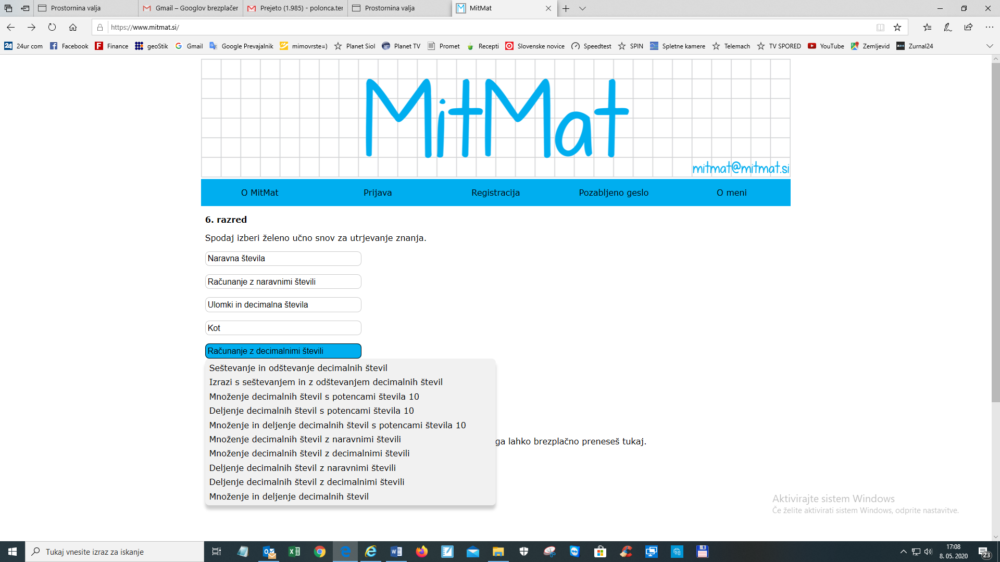 Prostornina valja
Gmail – Googlov brezplačen
Prejeto (1.985) - polonca.ter
Prostornina valja
MitMat
https://www.mitmat.si/
24ur com
Facebook
Finance
geoStik
Gmail
Google Prevajalnik
mimovrste=)
Planet Siol
Planet TV
Promet
Recepti
Slovenske novice
Speedtest
SPIN
Spletne kamere
Telemach
TV SPORED
YouTube
Zemljevid
Zurnal24
MitMat
mitmat@mitmat.si
O MitMat
Prijava
Registracija
Pozabljeno geslo
O meni
6. razred
Spodaj izberi želeno učno snov za utrjevanje znanja.
Naravna števila
Računanje z naravnimi števili
Ulomki in decimalna števila
Kot
Računanje z decimalnimi števili
Seštevanje in odštevanje decimalnih števil
Izrazi s seštevanjem in z odštevanjem decimalnih števil
Množenje decimalnih števil s potencami števila 10
Deljenje decimalnih števil s potencami števila 10
Množenje in deljenje decimalnih števil s potencami števila 10
Množenje decimalnih števil z naravnimi števili
ga lahko brezplačno preneseš tukaj.
Množenje decimalnih števil z decimalnimi števili
Deljenje decimalnih števil z naravnimi števili
Deljenje decimalnih števil z decimalnimi števili
Množenje in deljenje decimalnih števil
Aktivirajte sistem Windows
Če želite aktivirati sistem Windows, odprite nastavitve.
Tukaj vnesite izraz za iskanje
17:08
8. 05. 2020
23